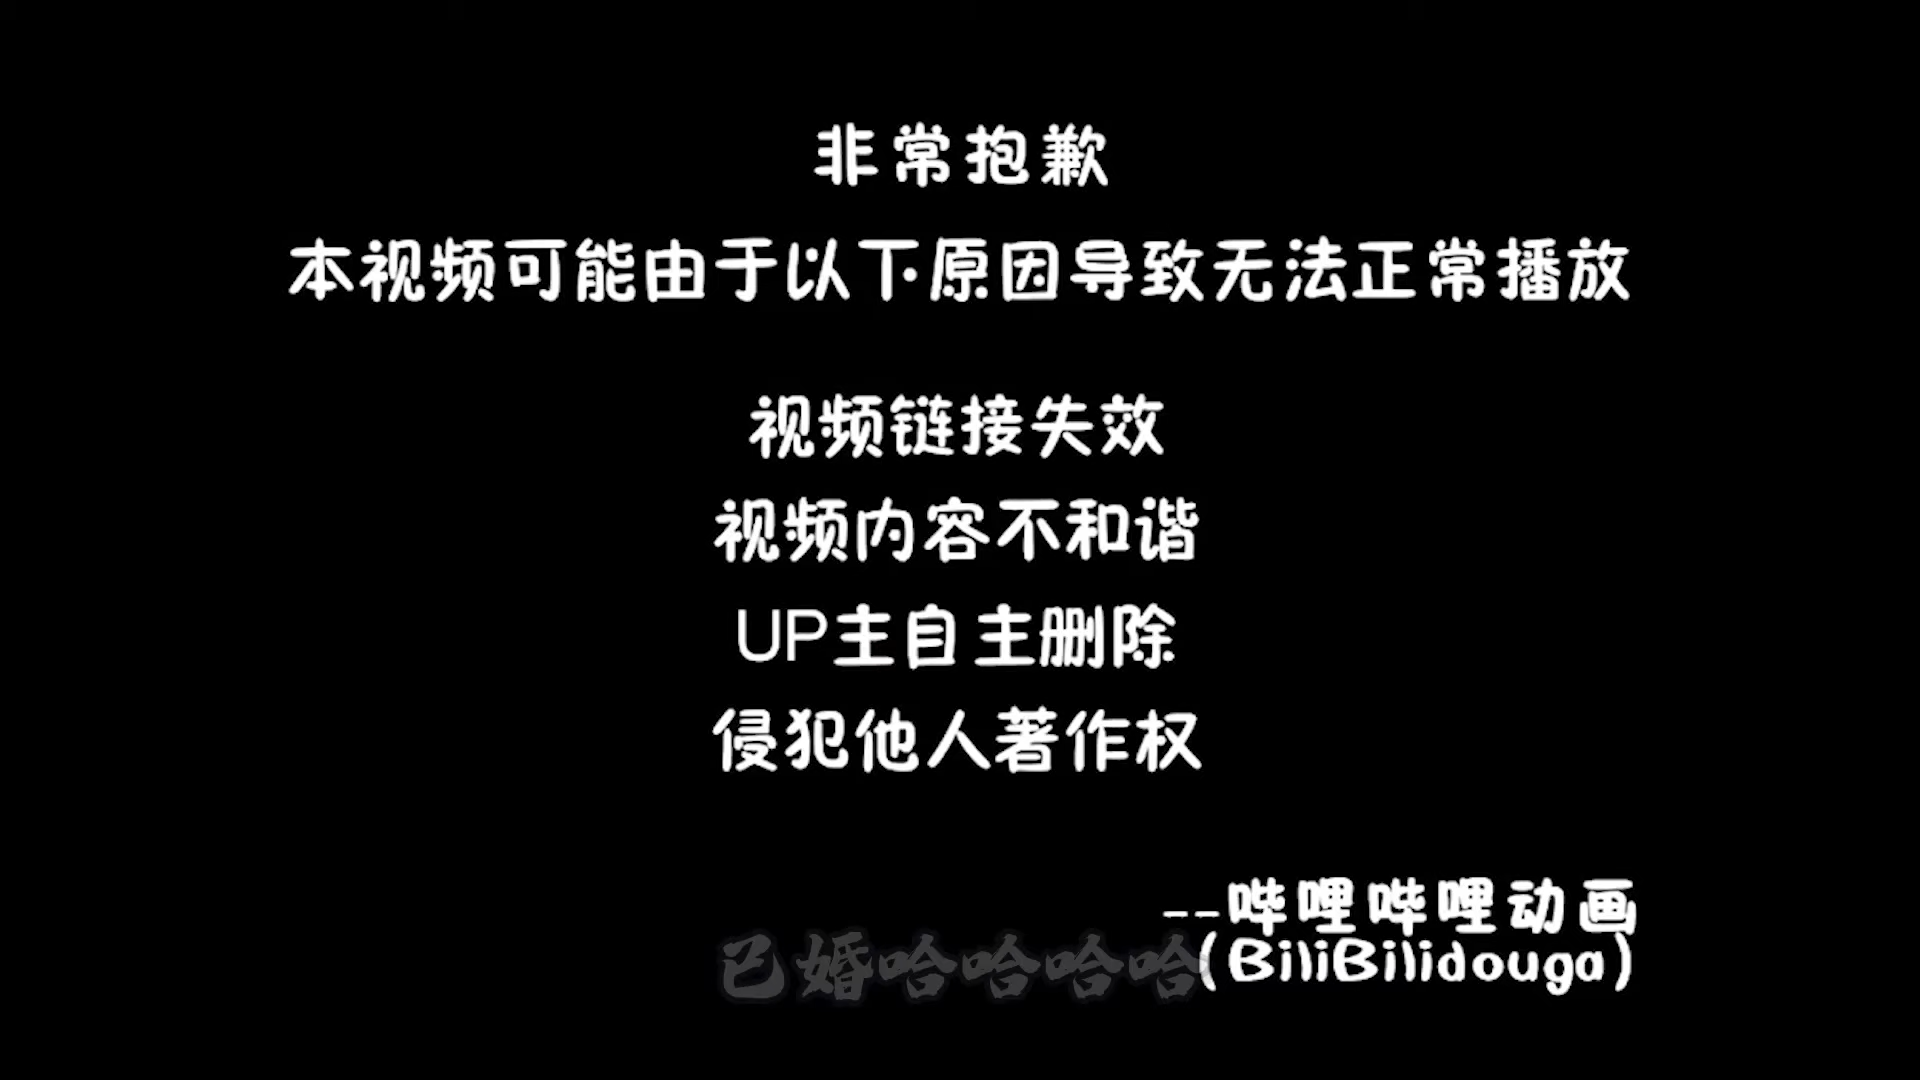 非常抱歉
本视频可能由于以下原因导致无法正常播放
视频链接失效
视频内容不和谐
UP主自主删除
侵犯他人著作权
--哔哩哔哩动画
(BiliBilidouga)
已婚哈哈哈哈